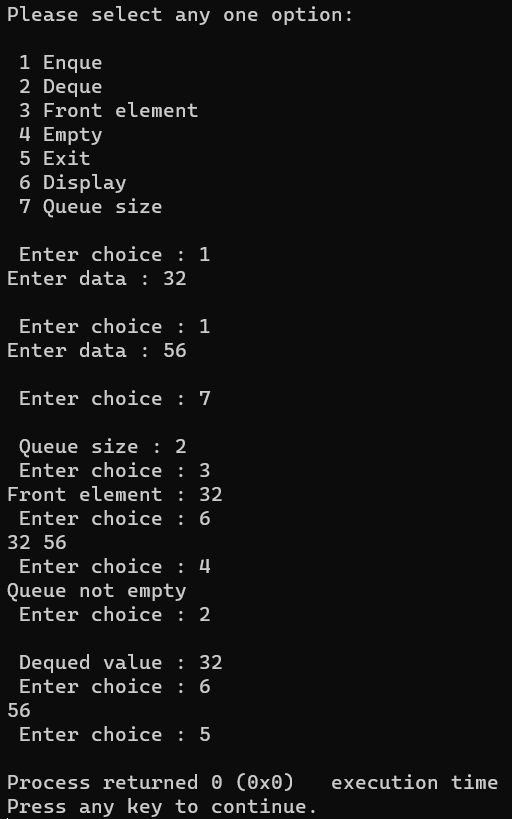 Please select any one option:
1 Enque
2 Deque
3 Front element
4 Empty
5 Exit
6 Display
7 Queue size
Enter choice : 1
Enter data : 32
Enter choice : 1
Enter data : 56
Enter choice : 7
Queue size : 2
Enter choice : 3
Front element : 32
Enter choice : 6
32 56
Enter choice : 4
Queue not empty
Enter choice : 2
Dequed value : 32
Enter choice : 6
56
Enter choice : 5
Process returned 0 (0x0)   execution time
Press any key to continue.